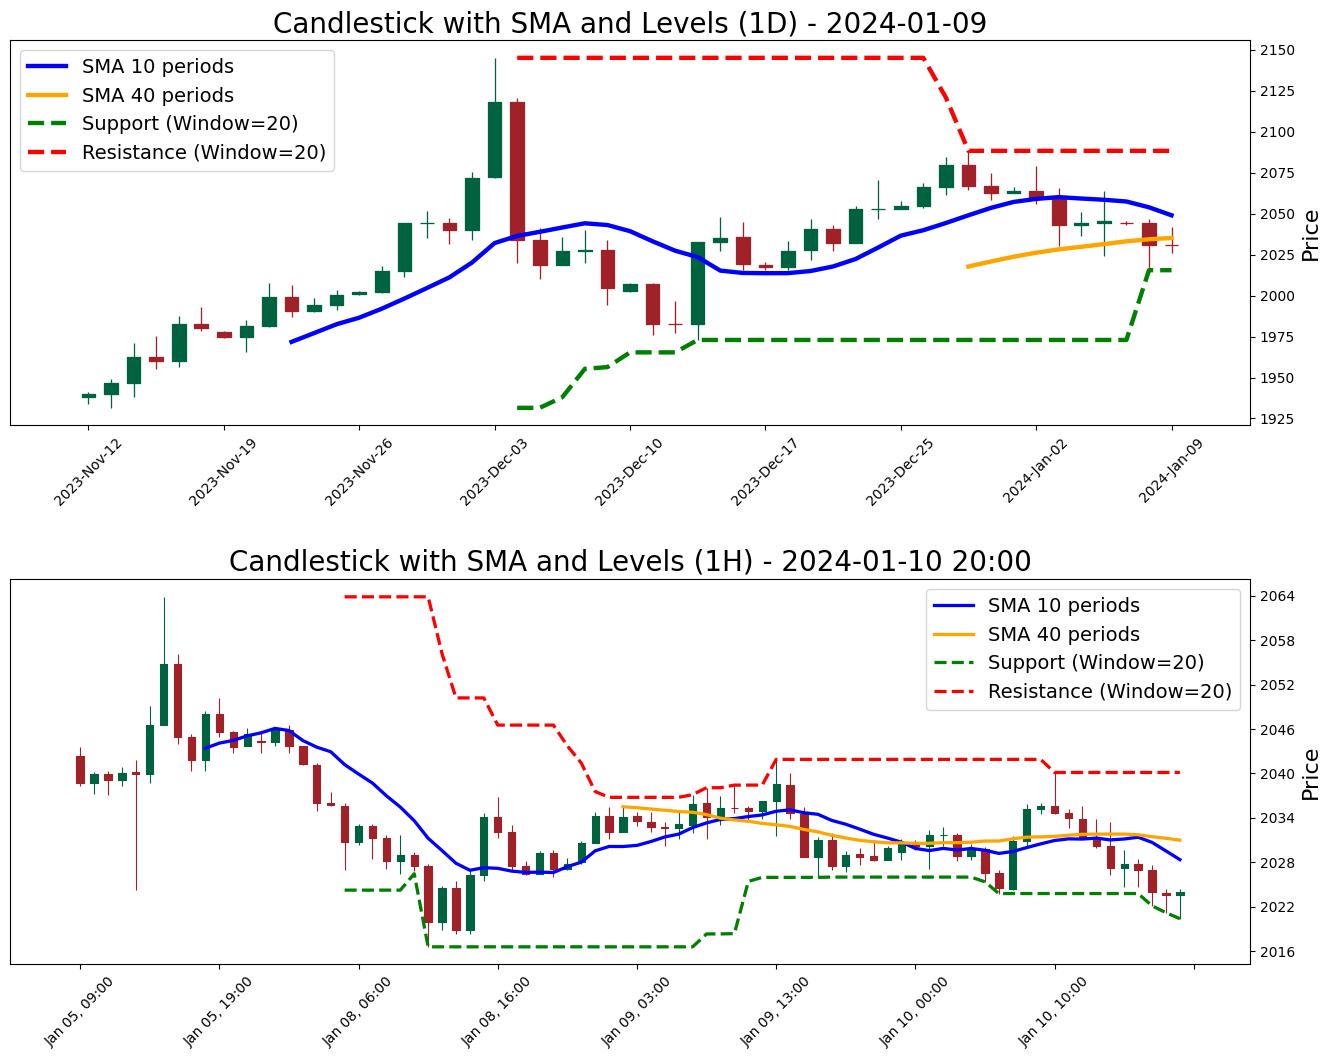 Candlestick with SMA and Levels (1D) - 2024-01-09
SMA 10 periods
SMA 40 periods
Support (Window=20)
Resistance (Window=20)
2150
2125
2100
2075
2050
2025
2000
1975
1950
1925
Price
2023-Nov-12
2023-Nov-19
2023-Nov-26
2023-Dec-03
2023-Dec-10
2023-Dec-17
2023-Dec-25
2024-Jan-02
2024-Jan-09
Candlestick with SMA and Levels (1H) - 2024-01-10 20:00
SMA 10 periods
SMA 40 periods
Support (Window=20)
Resistance (Window=20)
2064
2058
2052
2046
2040
2034
2028
2022
2016
Price
Jan 05, 09:00
Jan 05, 19:00
Jan 08, 06:00
Jan 08, 16:00
Jan 09, 03:00
Jan 09, 13:00
Jan 10, 00:00
Jan 10, 10:00